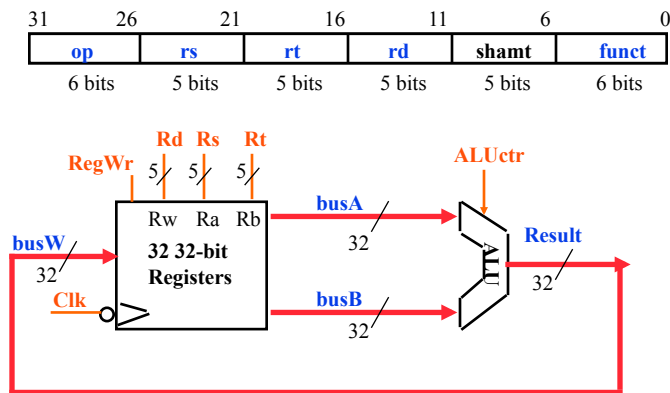 31 26 21 16 11 6 0
op rs rt rd shamt funct
6 bits 5 bits 5 bits 5 bits 5 bits 6 bits
Rd Rs Rt
RegWr 5 5 5 ALUctr
Rw Ra Rb
busA
32
busW
32
32 32-bit
Registers
ALU
Result
32
Clk
busB
32